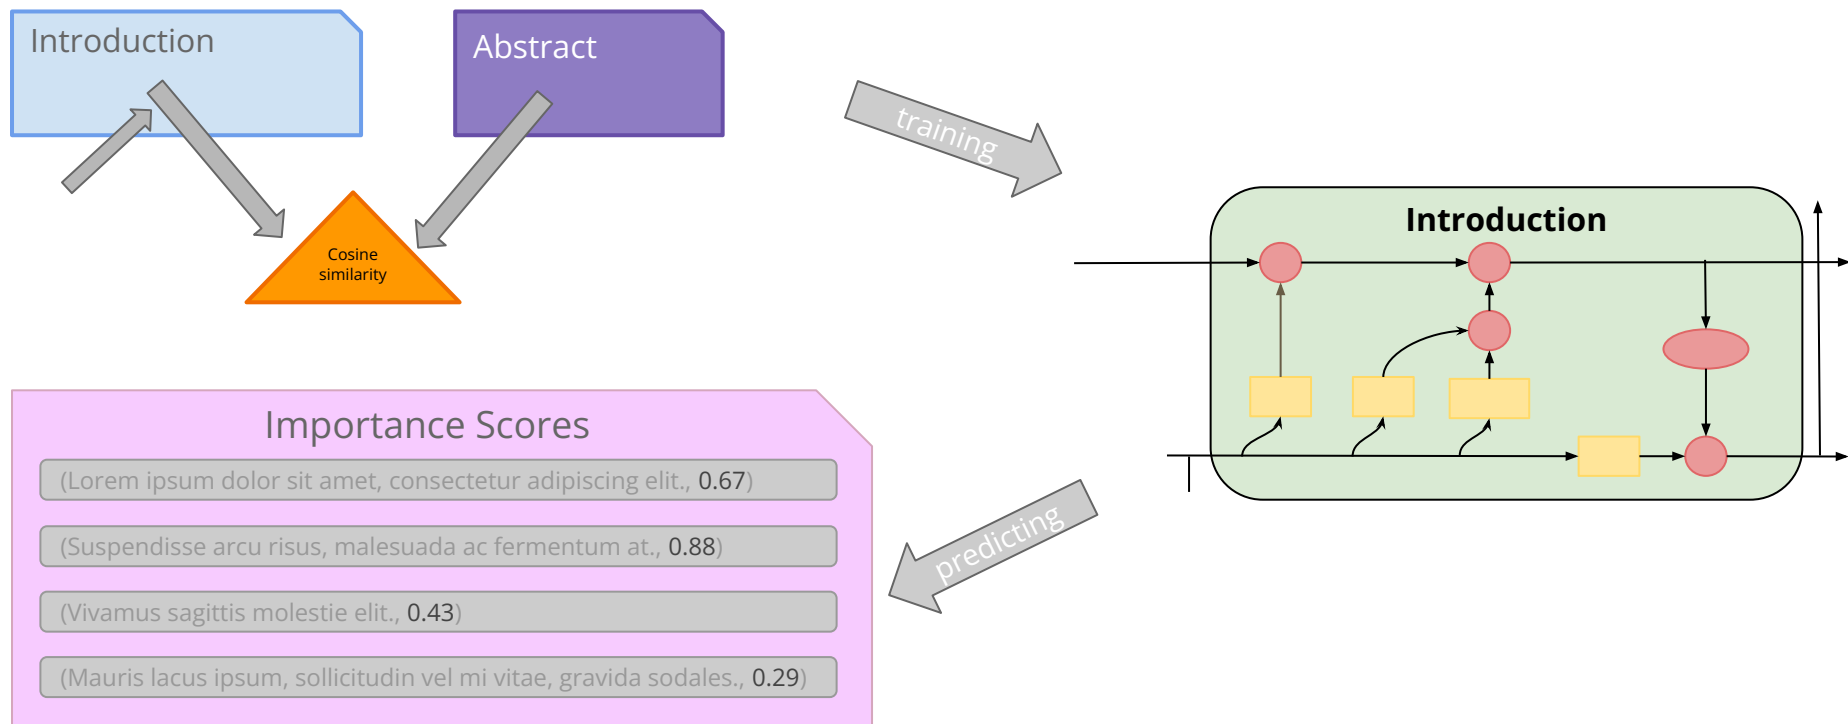 Introduction
Abstract
training
Cosine
similarity
Introduction
Importance Scores
(Lorem ipsum dolor sit amet, consectetur adipiscing elit., 0.67)
(Suspendisse arcu risus, malesuada ac fermentum at., 0.88)
(Vivamus sagittis molestie elit., 0.43)
(Mauris lacus ipsum, sollicitudin vel mi vitae, gravida sodales., 0.29)
predicting